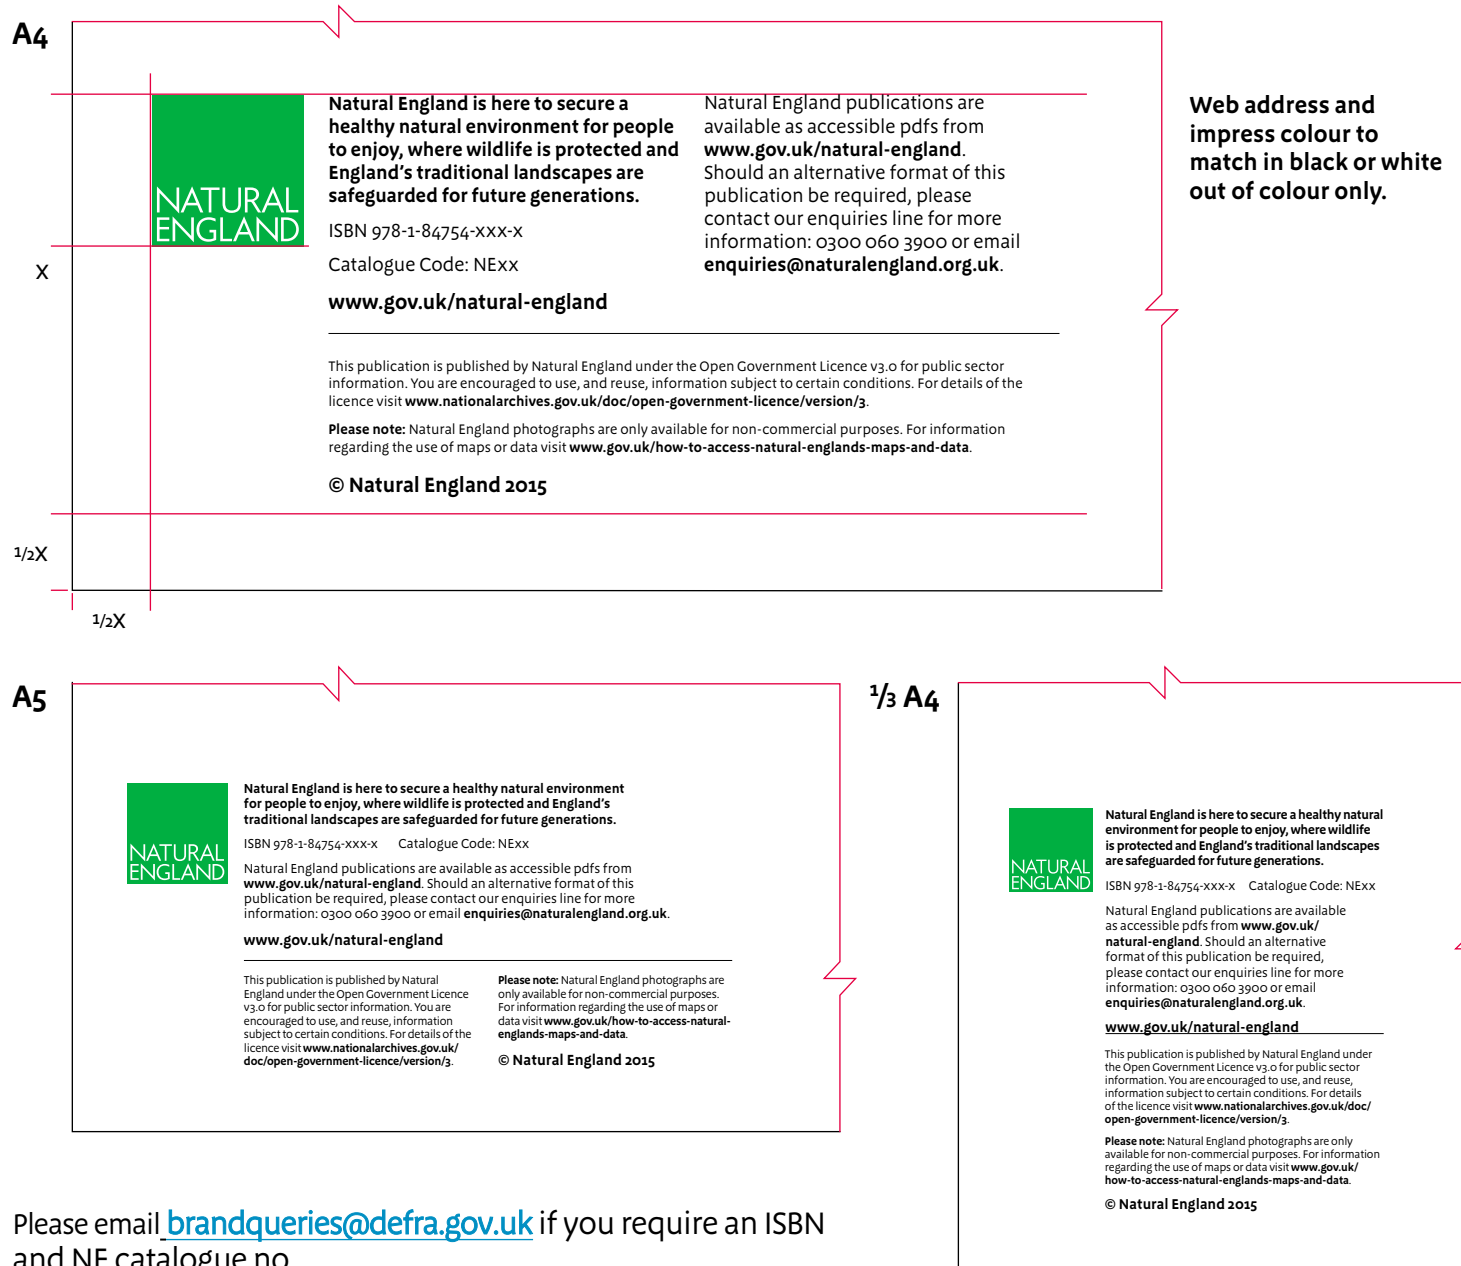 A4
NATURAL
ENGLAND
Natural England is here to secure a
healthy natural environment for people
to enjoy, where wildlife is protected and
England’s traditional landscapes are
safeguarded for future generations.
ISBN 978-1-84754-xxx-x
Catalogue Code: NExx
www.gov.uk/natural-england
Natural England publications are
available as accessible pdfs from
www.gov.uk/natural-england.
Should an alternative format of this
publication be required, please
contact our enquiries line for more
information: 0300 060 3900 or email
enquiries@naturalengland.org.uk.
Web address and
impress colour to
match in black or white
out of colour only.
X
This publication is published by Natural England under the Open Government Licence v3.0 for public sector
information. You are encouraged to use, and reuse, information subject to certain conditions. For details of the
licence visit www.nationalarchives.gov.uk/doc/open-government-licence/version/3.
Please note: Natural England photographs are only available for non-commercial purposes. For information
regarding the use of maps or data visit www.gov.uk/how-to-access-natural-englands-maps-and-data.
© Natural England 2015
1/2X
1/2X
A5
NATURAL
ENGLAND
Natural England is here to secure a healthy natural environment
for people to enjoy, where wildlife is protected and England’s
traditional landscapes are safeguarded for future generations.
ISBN 978-1-84754-xxx-x Catalogue Code: NExx
Natural England publications are available as accessible pdfs from
www.gov.uk/natural-england. Should an alternative format of this
publication be required, please contact our enquiries line for more
information: 0300 060 3900 or email enquiries@naturalengland.org.uk.
www.gov.uk/natural-england
This publication is published by Natural
England under the Open Government Licence
v3.0 for public sector information. You are
encouraged to use, and reuse, information
subject to certain conditions. For details of the
licence visit www.nationalarchives.gov.uk/
doc/open-government-licence/version/3.
Please note: Natural England photographs are
only available for non-commercial purposes.
For information regarding the use of maps or
data visit www.gov.uk/how-to-access-natural-
englands-maps-and-data.
© Natural England 2015
1/3 A4
NATURAL
ENGLAND
Natural England is here to secure a healthy natural
environment for people to enjoy, where wildlife
is protected and England’s traditional landscapes
are safeguarded for future generations.
ISBN 978-1-84754-xxx-x Catalogue Code: NExx
Natural England publications are available
as accessible pdfs from www.gov.uk/
natural-england. Should an alternative
format of this publication be required,
please contact our enquiries line for more
information: 0300 060 3900 or email
enquiries@naturalengland.org.uk.
www.gov.uk/natural-england
This publication is published by Natural England under
the Open Government Licence v3.0 for public sector
information. You are encouraged to use, and reuse,
information subject to certain conditions. For details
of the licence visit www.nationalarchives.gov.uk/doc/
open-government-licence/version/3.
Please note: Natural England photographs are only
available for non-commercial purposes. For information
regarding the use of maps or data visit www.gov.uk/
how-to-access-natural-englands-maps-and-data.
© Natural England 2015
Please email brandqueries@defra.gov.uk if you require an ISBN
and NE catalogue no